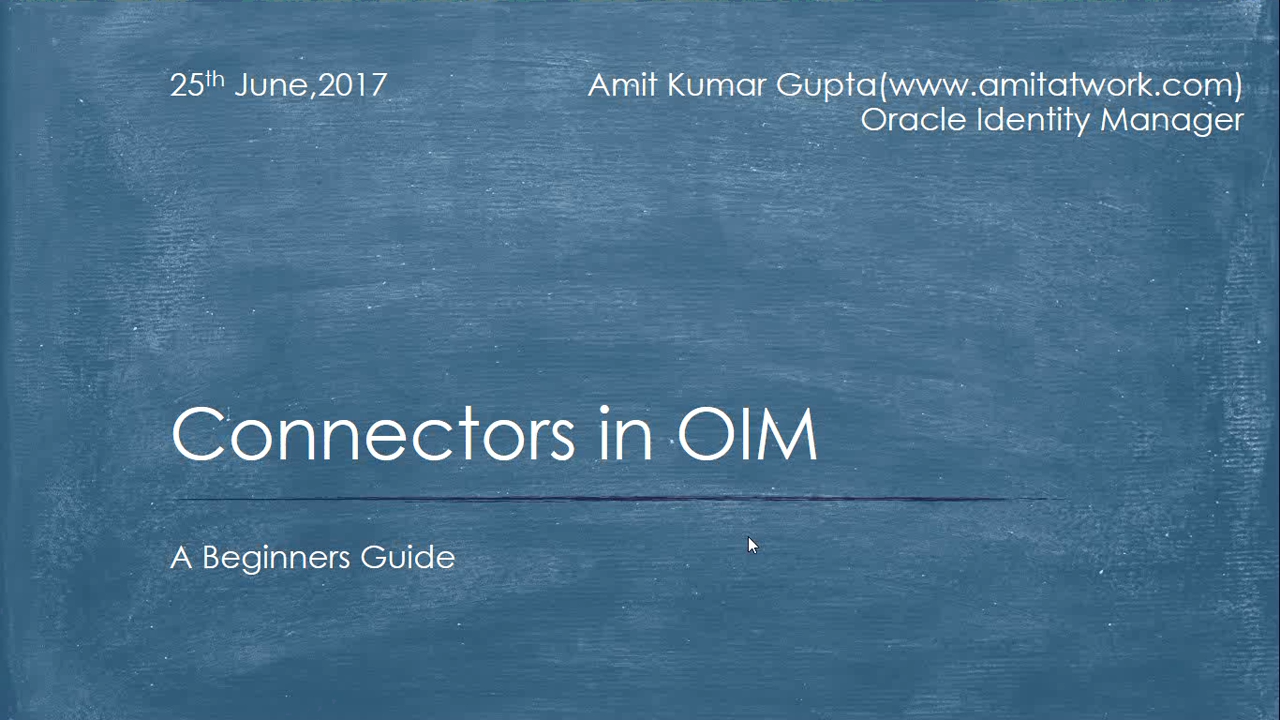 25th June,2017
Amit Kumar Gupta(www.amitatwork.com)
Oracle Identity Manager
Connectors in OIM
A Beginners Guide